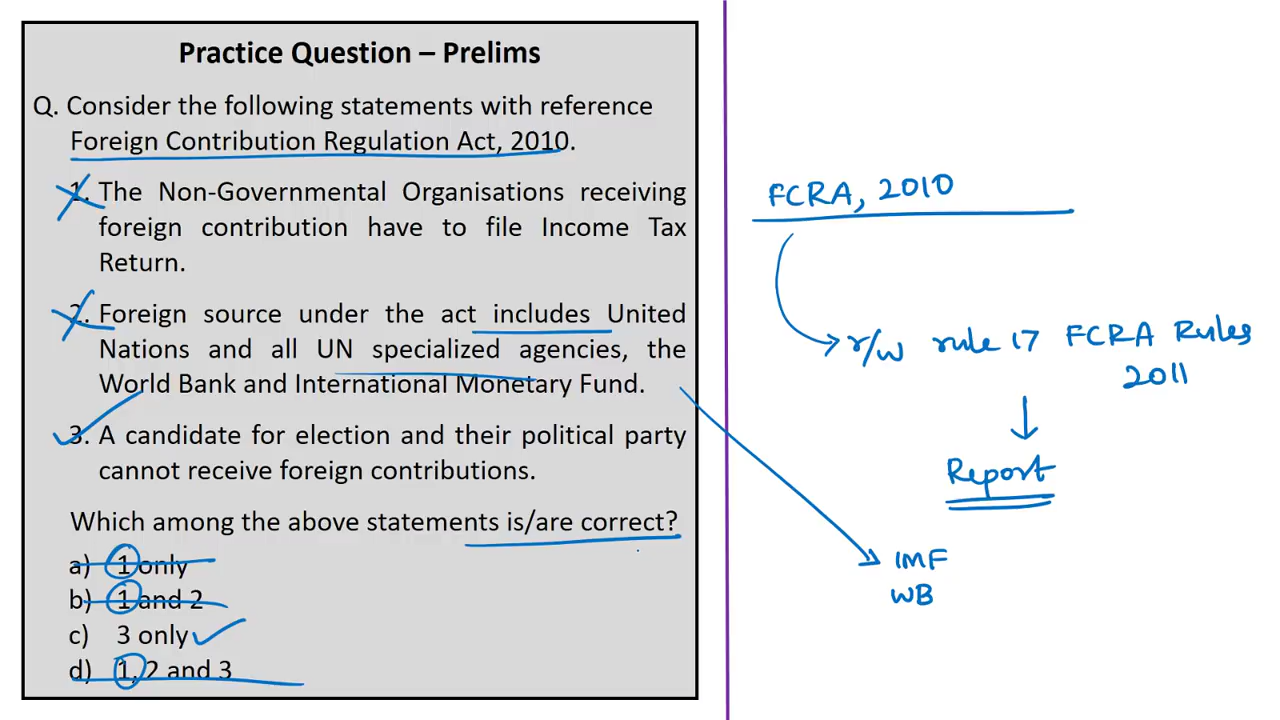 Practice Question – Prelims
Q. Consider the following statements with reference
Foreign Contribution Regulation Act, 2010.
1. The Non-Governmental Organisations receiving
foreign contribution have to file Income Tax
Return.
2. Foreign source under the act includes United
Nations and all UN specialized agencies, the
World Bank and International Monetary Fund.
3. A candidate for election and their political party
cannot receive foreign contributions.
Which among the above statements is/are correct?
a) 1 only
b) 1 and 2
c) 3 only
d) 1, 2 and 3
FCRA, 2010
r/w rule 17 FCRA Rules
2011
Report
IMF
WB